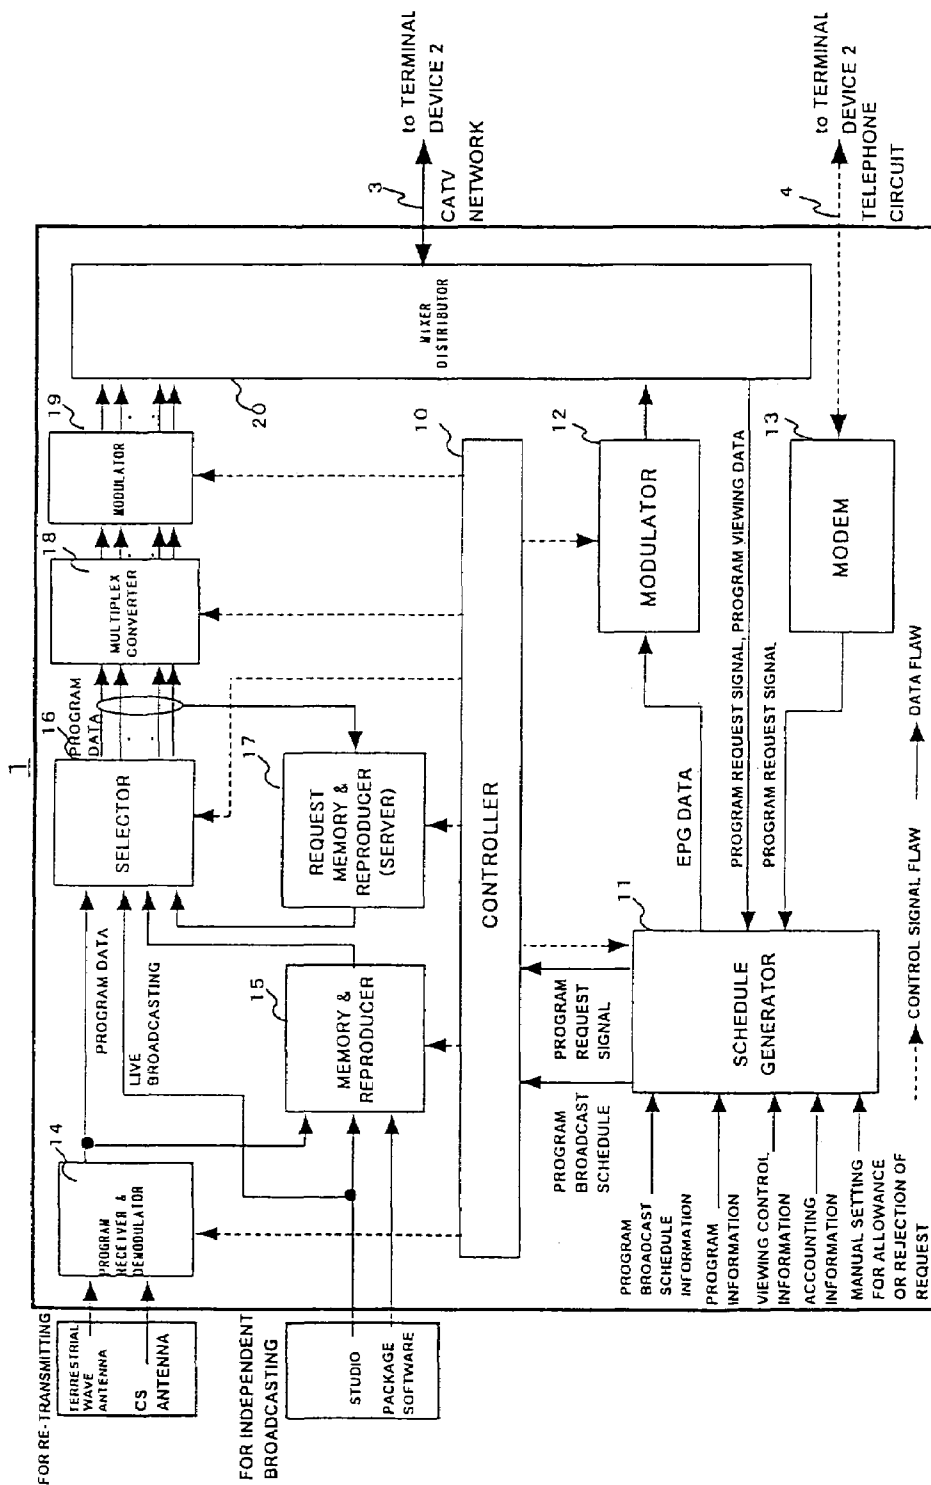 1
FOR RE-TRANSMITTING
TERRESTRIAL
WAVE
ANTENNA
CS
ANTENNA
FOR INDEPENDENT
BROADCASTING
STUDIO
PACKAGE
SOFTWARE
14
PROGRAM
RECEIVER &
DEMODULATOR
PROGRAM DATA
LIVE
BROADCASTING
15
MEMORY &
REPRODUCER
16
SELECTOR
PROGRAM
DATA
17
REQUEST
MEMORY &
REPRODUCER
(SERVER)
18
MULTIPLEX
CONVERTER
19
MODULATOR
20
MIXER
DISTRIBUTOR
3
to TERMINAL
DEVICE 2
CATV
NETWORK
10
CONTROLLER
PROGRAM
BROADCAST
SCHEDULE
PROGRAM
REQUEST
SIGNAL
11
SCHEDULE
GENERATOR
EPG DATA
12
MODULATOR
PROGRAM REQUEST SIGNAL, PROGRAM VIEWING DATA
PROGRAM REQUEST SIGNAL
13
MODEM
4
to TERMINAL
DEVICE 2
TELEPHONE
CIRCUIT
PROGRAM
BROADCAST
SCHEDULE
INFORMATION
PROGRAM
INFORMATION
VIEWING CONTROL
INFORMATION
ACCOUNTING
INFORMATION
MANUAL SETTING
FOR ALLOWANCE
OR REJECTION OF
REQUEST
CONTROL SIGNAL FLAW
DATA FLAW